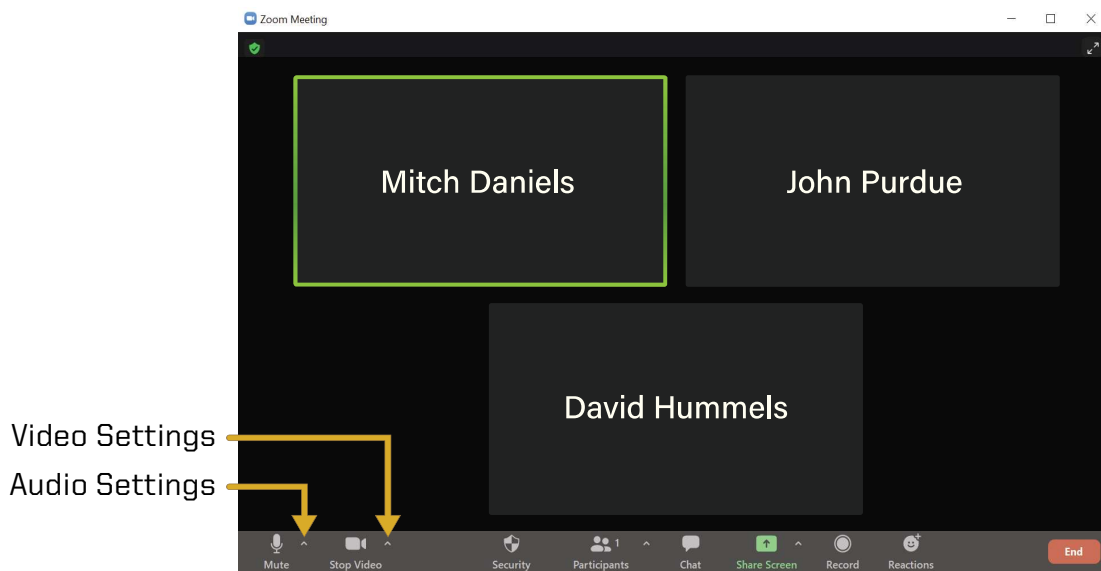 Zoom Meeting
Mitch Daniels
John Purdue
David Hummels
Video Settings
Audio Settings
1
Mute
Stop Video
Security
Participants
Chat
Share Screen
Record
Reactions
End